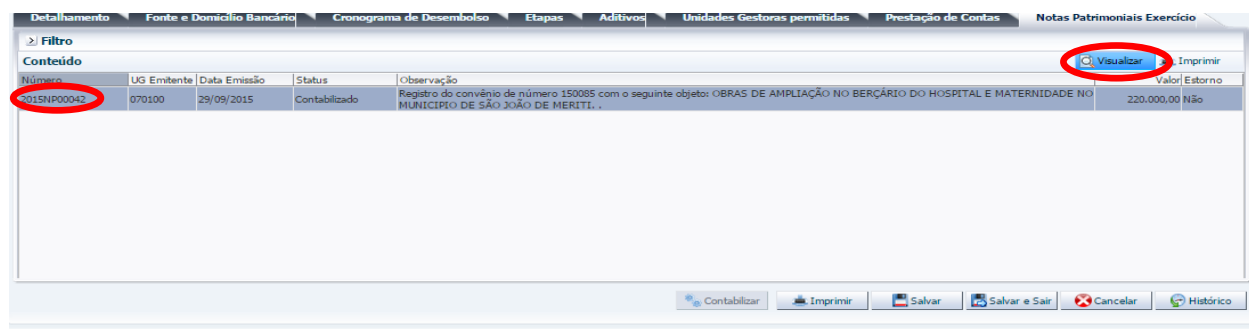 Detalhamento Fonte e Domicílio Bancário Cronograma de Desembolso Etapas Aditivos Unidades Gestoras permitidas Prestação de Contas Notas Patrimoniais Exercício
Filtro
Conteúdo Visualizar Imprimir
Número UG Emitente Data Emissão Status Observação Valor Estorno
2015NP00042 070100 29/09/2015 Contabilizado Registro do convênio de número 150085 com o seguinte objeto: OBRAS DE AMPLIAÇÃO NO BERÇÁRIO DO HOSPITAL E MATERNIDADE NO 220.000,00 Não
MUNICIPIO DE SÃO JOÃO DE MERITI. .
Contabilizar Imprimir Salvar Salvar e Sair Cancelar Histórico